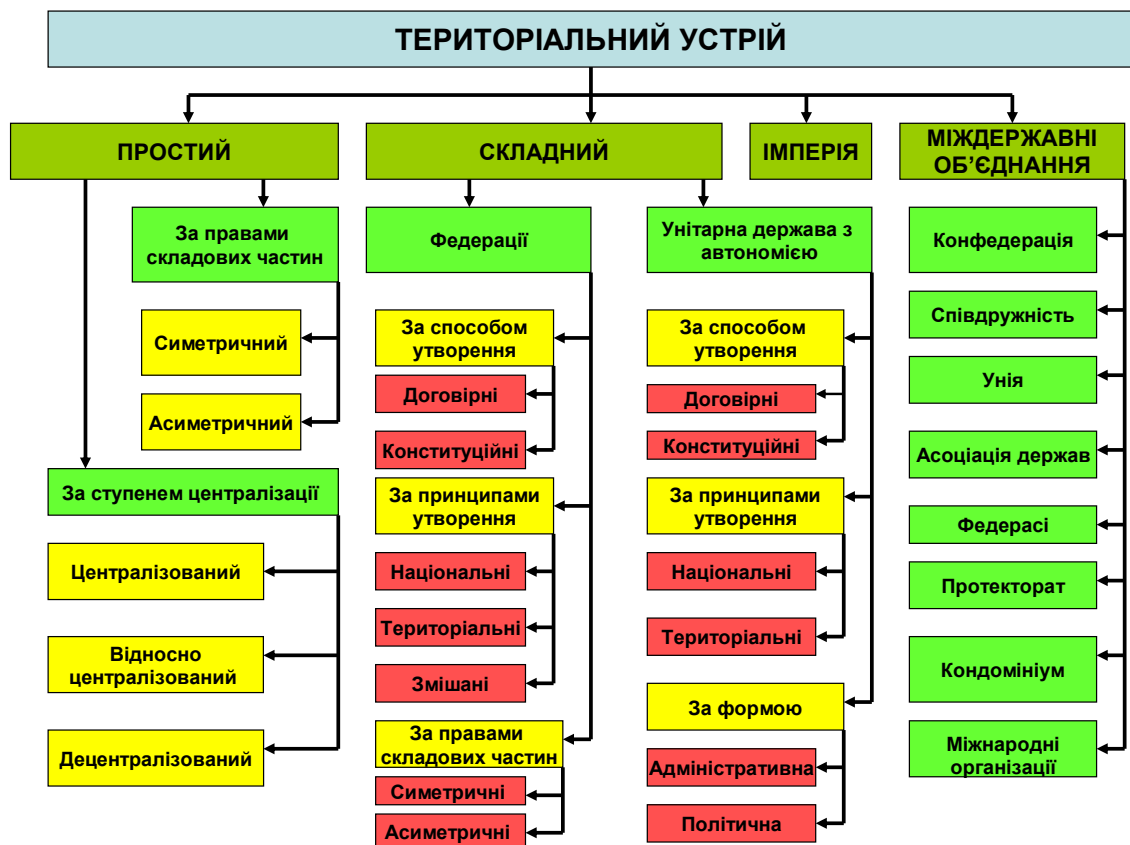 ТЕРИТОРІАЛЬНИЙ УСТРІЙ
ПРОСТИЙ
СКЛАДНИЙ
ІМПЕРІЯ
МІЖДЕРЖАВНІ
ОБ’ЄДНАННЯ
За правами
складових частин
Симетричний
Асиметричний
За ступенем централізації
Централізований
Відносно
централізований
Децентралізований
Федерації
За способом
утворення
Договірні
Конституційні
За принципами
утворення
Національні
Територіальні
Змішані
За правами
складових частин
Симетричні
Асиметричні
Унітарна держава з
автономією
За способом
утворення
Договірні
Конституційні
За принципами
утворення
Національні
Територіальні
За формою
Адміністративна
Політична
Конфедерація
Співдружність
Унія
Асоціація держав
Федерасі
Протекторат
Кондомініум
Міжнародні
організації